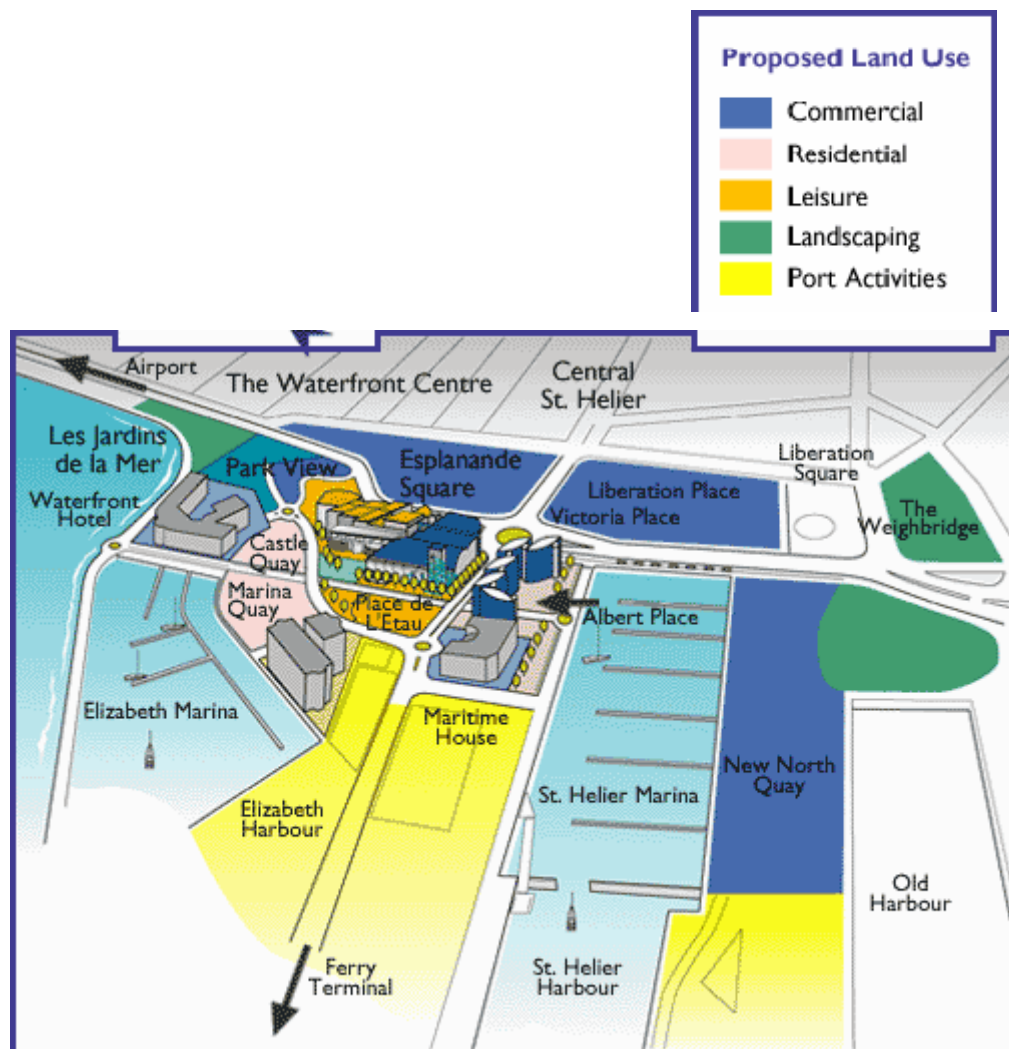 Proposed Land Use
Commercial
Residential
Leisure
Landscaping
Port Activities
Airport
The Waterfront Centre
Central
St. Helier
Les Jardins
de la Mer
Park View
Esplanande
Square
Liberation
Square
Waterfront
Hotel
Liberation Place
Victoria Place
The
Weighbridge
Castle
Quay
Marina
Quay
Place de
L'Etau
Albert Place
Elizabeth Marina
Maritime
House
New North
Quay
St. Helier Marina
Elizabeth
Harbour
Old
Harbour
Ferry
Terminal
St. Helier
Harbour